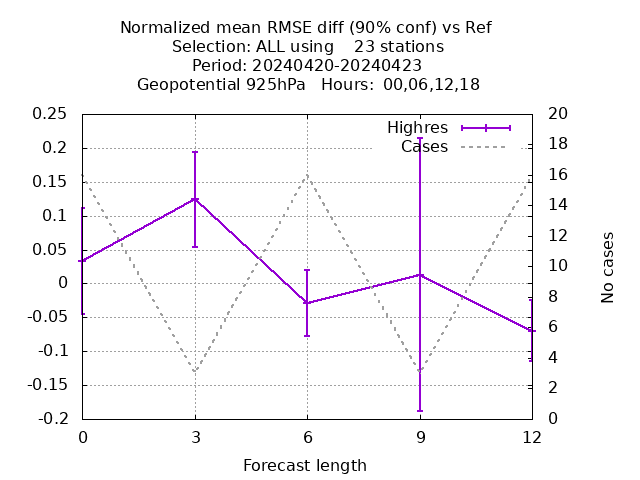 Normalized mean RMSE diff (90% conf) vs Ref
Selection: ALL using    23 stations
Period: 20240420-20240423
Geopotential 925hPa   Hours:  00,06,12,18
Highres
Cases
0.25
0.2
0.15
0.1
0.05
0
-0.05
-0.1
-0.15
-0.2
20
18
16
14
12
10
8
6
4
2
0
No cases
0 3 6 9 12
Forecast length